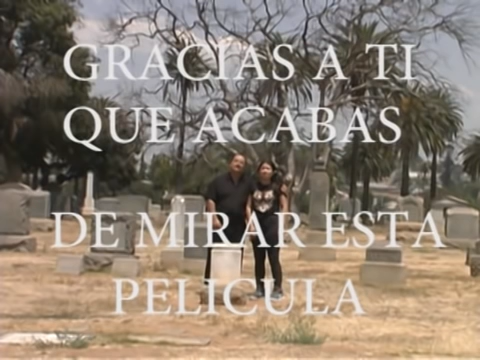 GRACIAS A TI
QUE ACABAS
DE MIRAR ESTA
PELICULA